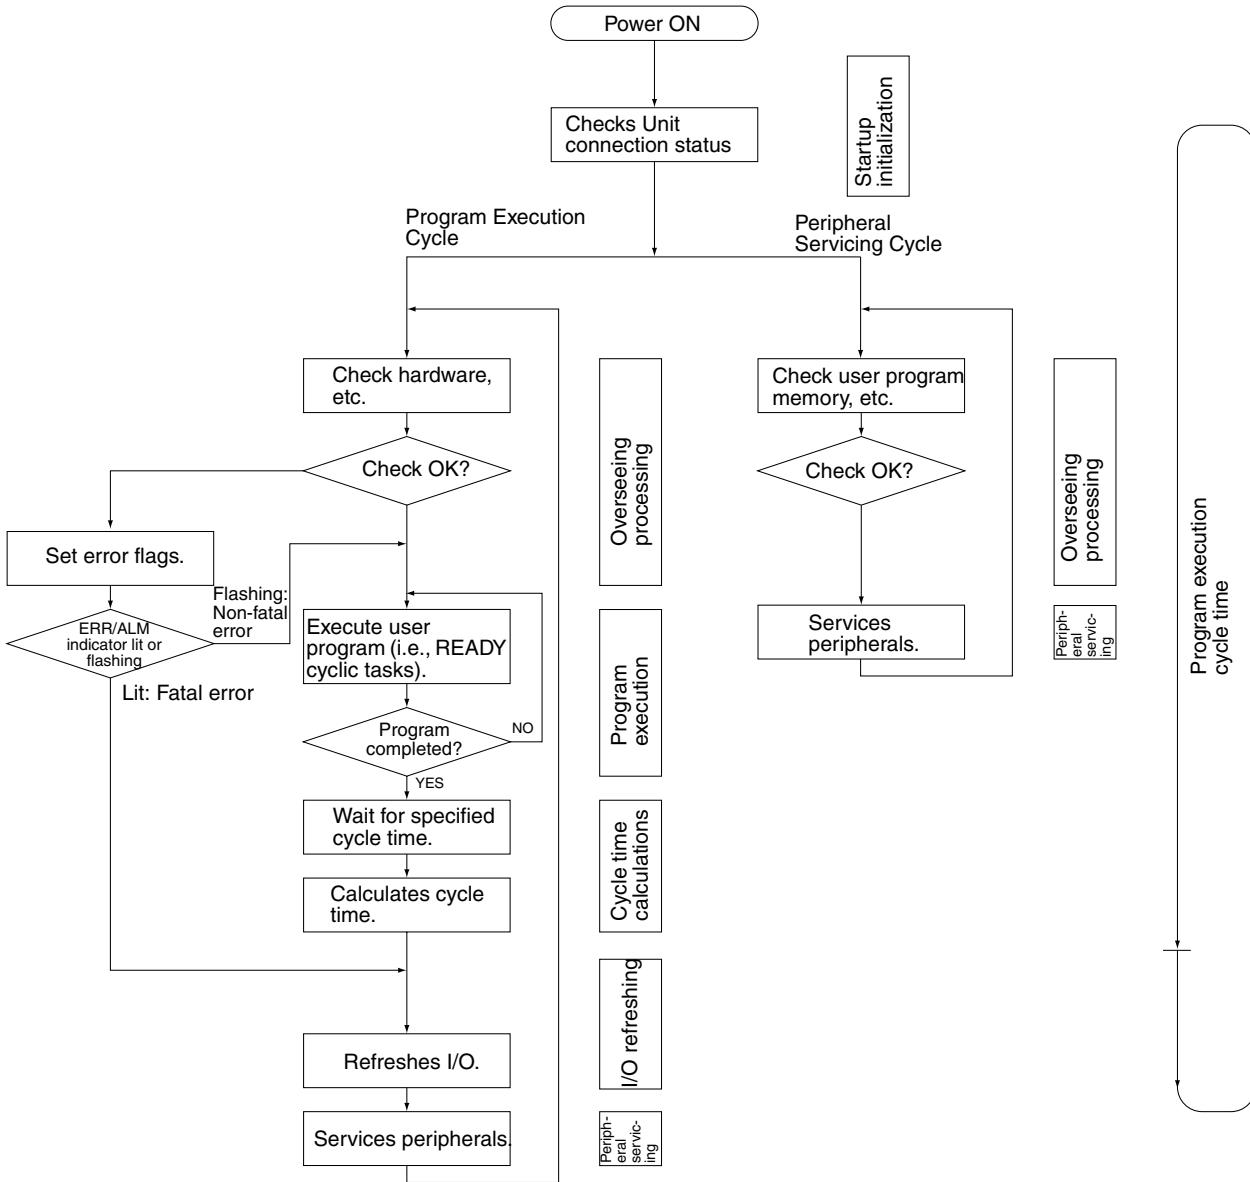 Power ON
Checks Unit
connection status
Startup
initialization
Program Execution
Cycle
Peripheral
Servicing Cycle
Check hardware,
etc.
Check OK?
Set error flags.
Flashing:
Non-fatal
error
ERR/ALM
indicator lit or
flashing
Lit: Fatal error
Execute user
program (i.e., READY
cyclic tasks).
Program
completed?
NO
YES
Wait for specified
cycle time.
Calculates cycle
time.
Refreshes I/O.
Services peripherals.
Overseeing
processing
Program
execution
Cycle time
calculations
I/O refreshing
Periph-
eral
servic-
ing
Check user program
memory, etc.
Check OK?
Services
peripherals.
Overseeing
processing
Periph-
eral
servic-
ing
Program execution
cycle time